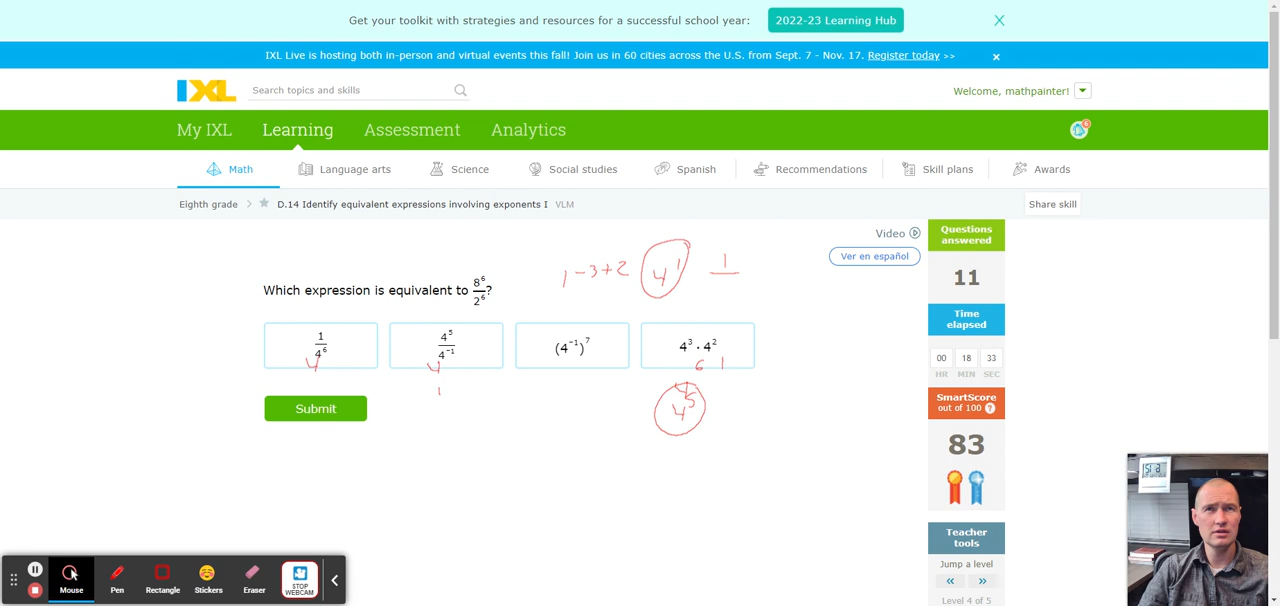 Get your toolkit with strategies and resources for a successful school year: 2022-23 Learning Hub
IXL Live is hosting both in-person and virtual events this fall! Join us in 60 cities across the U.S. from Sept. 7 - Nov. 17. Register today >>
IXL Search topics and skills Welcome, mathpainter!
My IXL Learning Assessment Analytics 6
Math Language arts Science Social studies Spanish Recommendations Skill plans Awards
Eighth grade > D.14 Identify equivalent expressions involving exponents I VLM Share skill
Video
Ver en español
Questions answered
11
Time elapsed
00 18 33
HR MIN SEC
SmartScore
out of 100 ?
83
Teacher tools
Jump a level
« »
Level 4 of 5
1 - 3 + 2 4¹ 1
Which expression is equivalent to 8⁶/2⁶?
1/4⁶ 4⁵/4⁻¹ (4⁻¹)⁷ 4³ · 4²
4 4 6 1
1 4⁵
Submit
Mouse Pen Rectangle Stickers Eraser STOP WEBCAM